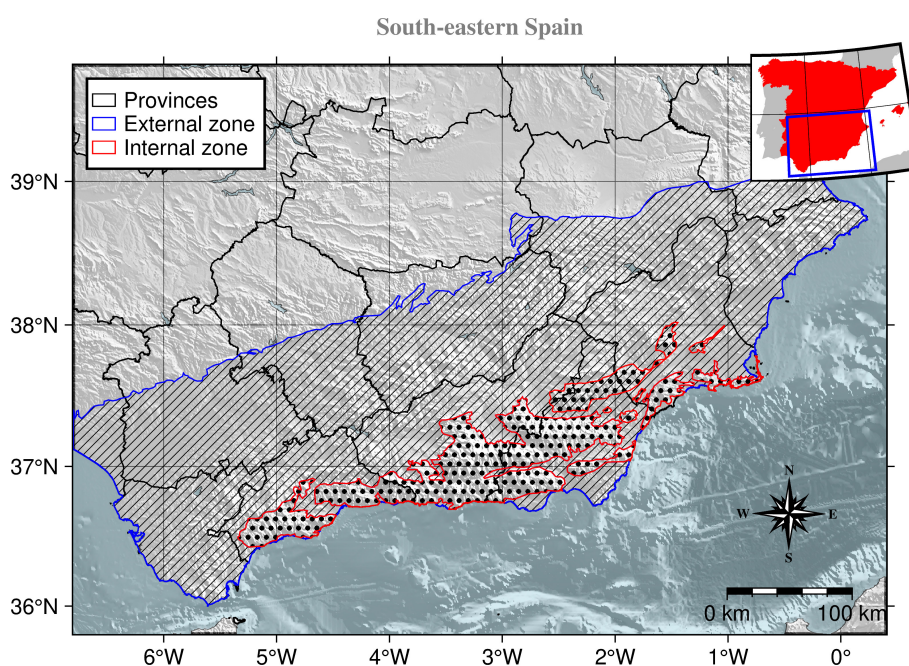 South-eastern Spain
Provinces
External zone
Internal zone
39°N
38°N
37°N
36°N
N
W E
S
0 km 100 km
6°W 5°W 4°W 3°W 2°W 1°W 0°